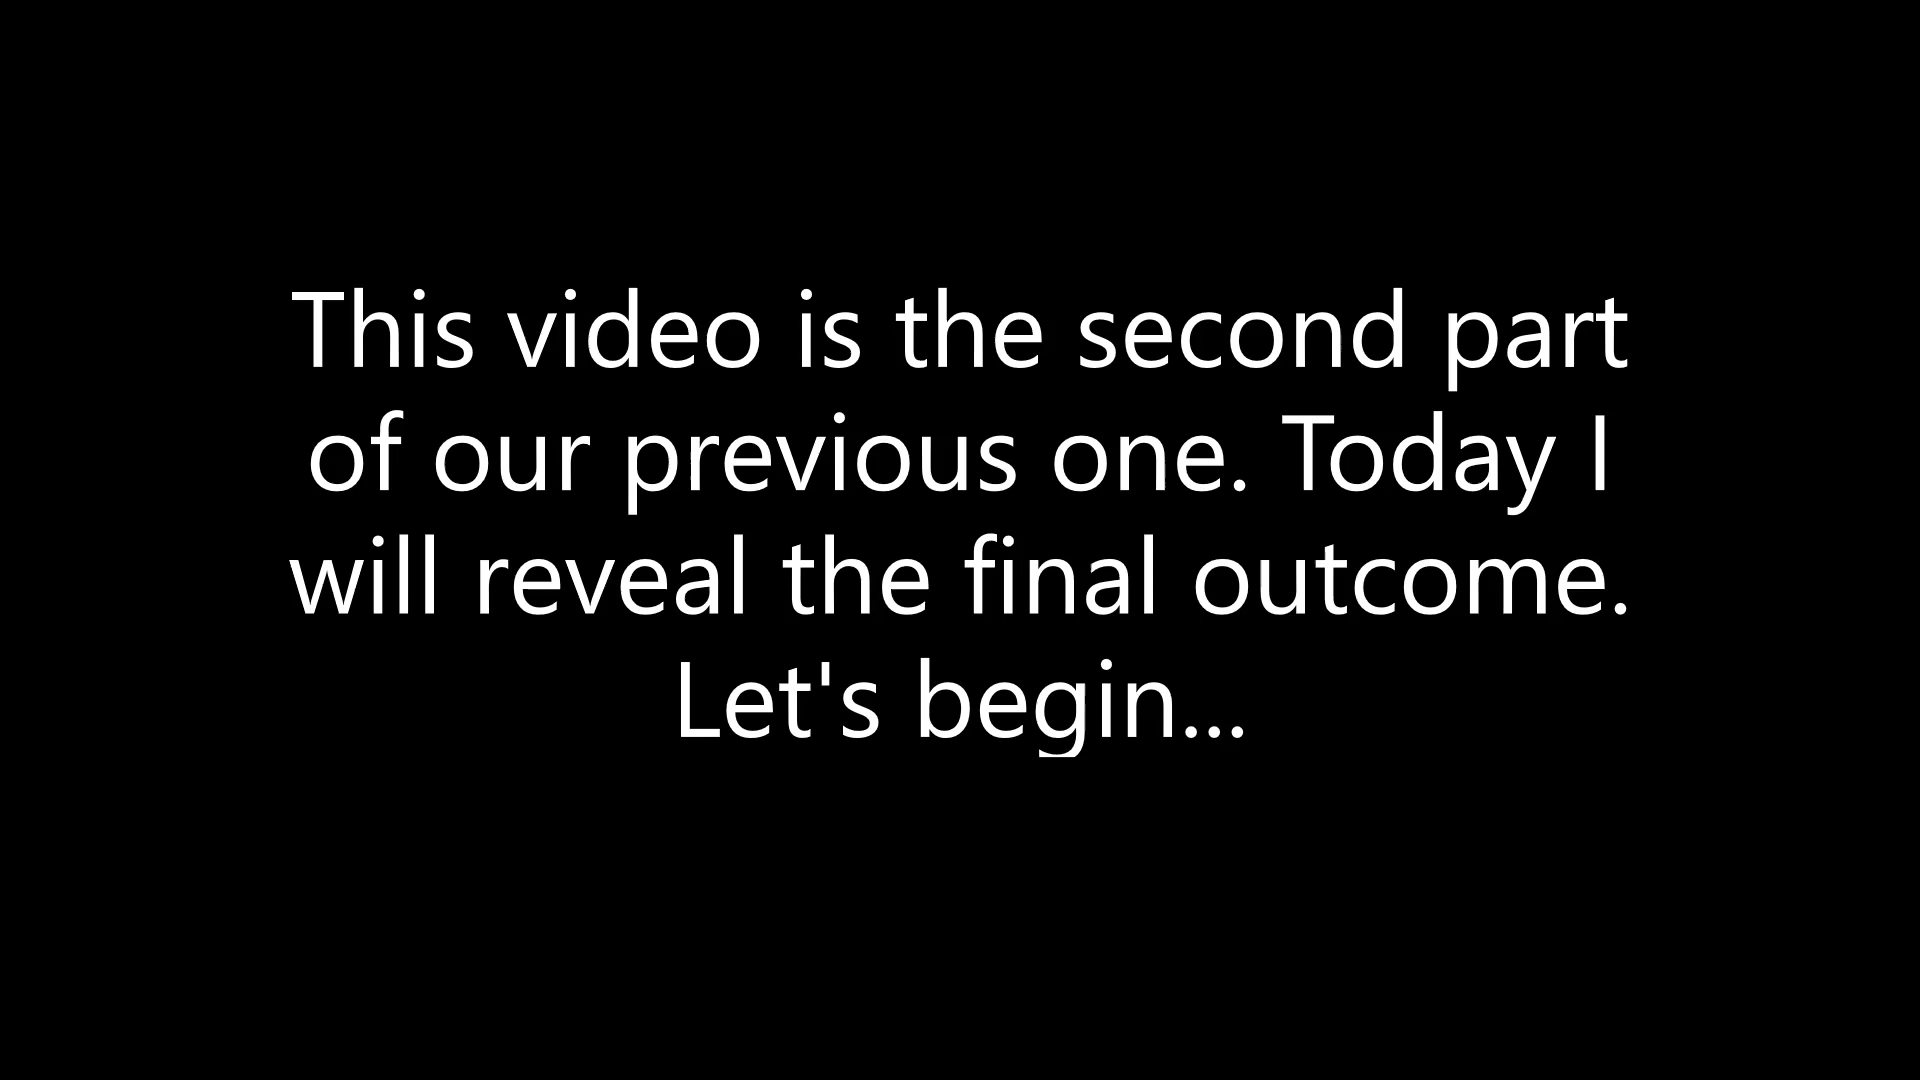 This video is the second part
of our previous one. Today I
will reveal the final outcome.
Let's begin...